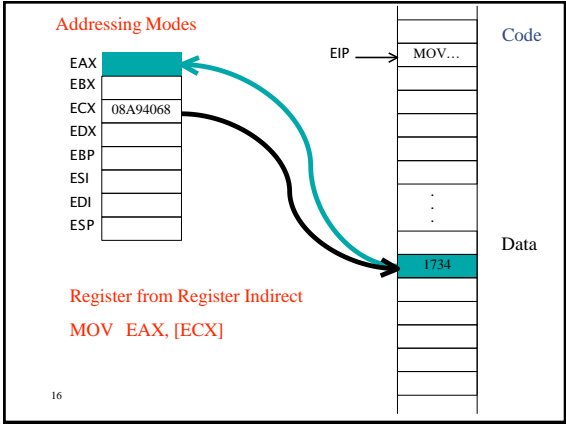 Addressing Modes
Code
EIP
MOV…
EAX
EBX
ECX 08A94068
EDX
EBP
ESI
EDI
ESP
.
.
.
Data
1734
Register from Register Indirect
MOV EAX, [ECX]
16